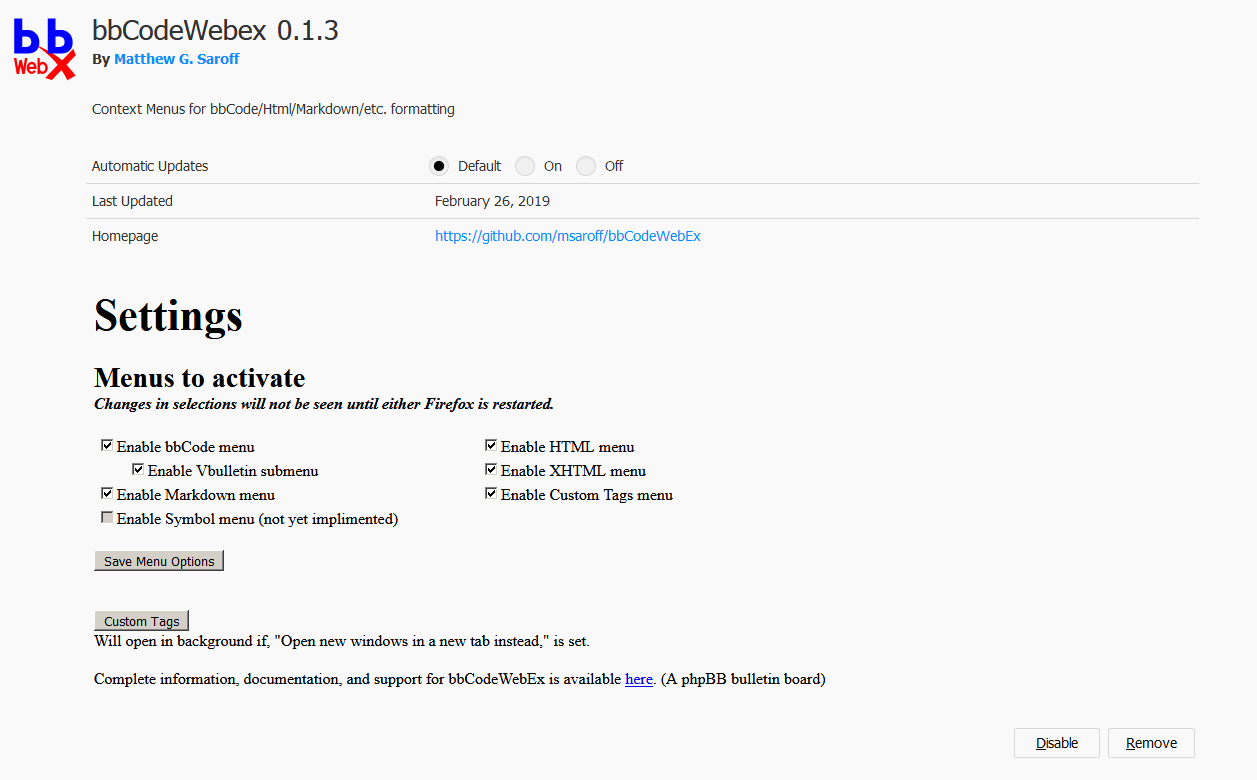 bb
WebX
bbCodeWebex 0.1.3
By Matthew G. Saroff
Context Menus for bbCode/Html/Markdown/etc. formatting
Automatic Updates Default On Off
Last Updated February 26, 2019
Homepage https://github.com/msaroff/bbCodeWebEx
Settings
Menus to activate
Changes in selections will not be seen until either Firefox is restarted.
Enable bbCode menu Enable HTML menu
Enable Vbulletin submenu Enable XHTML menu
Enable Markdown menu Enable Custom Tags menu
Enable Symbol menu (not yet implimented)
Save Menu Options
Custom Tags
Will open in background if, "Open new windows in a new tab instead," is set.
Complete information, documentation, and support for bbCodeWebEx is available here. (A phpBB bulletin board)
Disable Remove